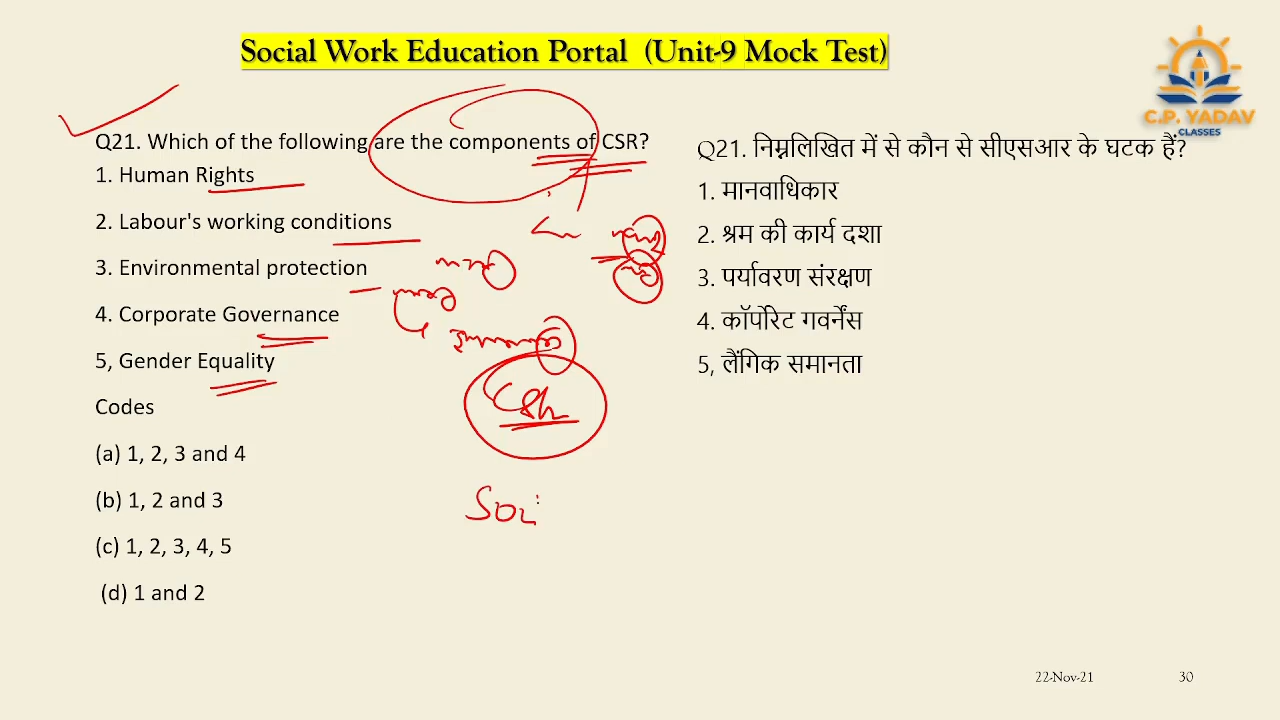 Social Work Education Portal (Unit-9 Mock Test)
C.P. YADAV
CLASSES
Q21. Which of the following are the components of CSR?
1. Human Rights
2. Labour's working conditions
3. Environmental protection
4. Corporate Governance
5, Gender Equality
Codes
(a) 1, 2, 3 and 4
(b) 1, 2 and 3
(c) 1, 2, 3, 4, 5
(d) 1 and 2
Q21. निम्नलिखित में से कौन से सीएसआर के घटक हैं?
1. मानवाधिकार
2. श्रम की कार्य दशा
3. पर्यावरण संरक्षण
4. कॉर्पोरेट गवर्नेंस
5, लैंगिक समानता
22-Nov-21
30